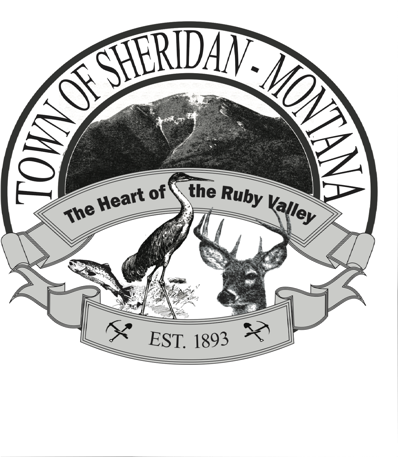 TOWN OF SHERIDAN - MONTANA
The Heart of the Ruby Valley
EST. 1893